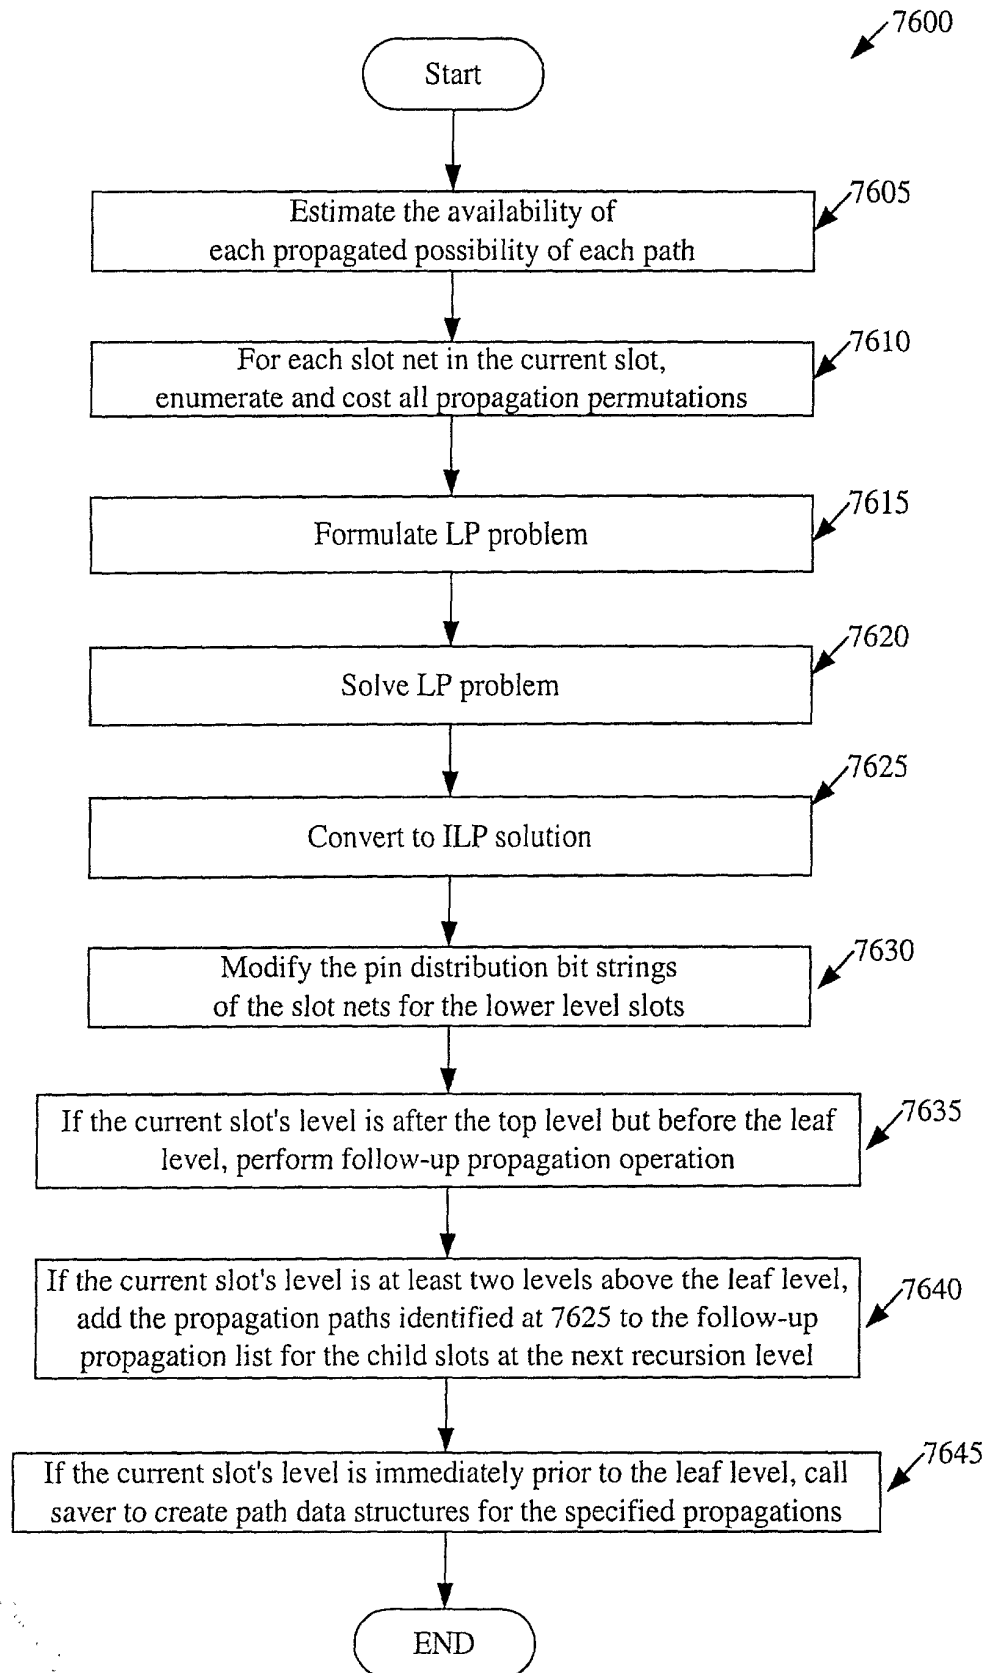 7600
Start
7605
Estimate the availability of
each propagated possibility of each path
7610
For each slot net in the current slot,
enumerate and cost all propagation permutations
7615
Formulate LP problem
7620
Solve LP problem
7625
Convert to ILP solution
7630
Modify the pin distribution bit strings
of the slot nets for the lower level slots
7635
If the current slot's level is after the top level but before the leaf
level, perform follow-up propagation operation
7640
If the current slot's level is at least two levels above the leaf level,
add the propagation paths identified at 7625 to the follow-up
propagation list for the child slots at the next recursion level
7645
If the current slot's level is immediately prior to the leaf level, call
saver to create path data structures for the specified propagations
END